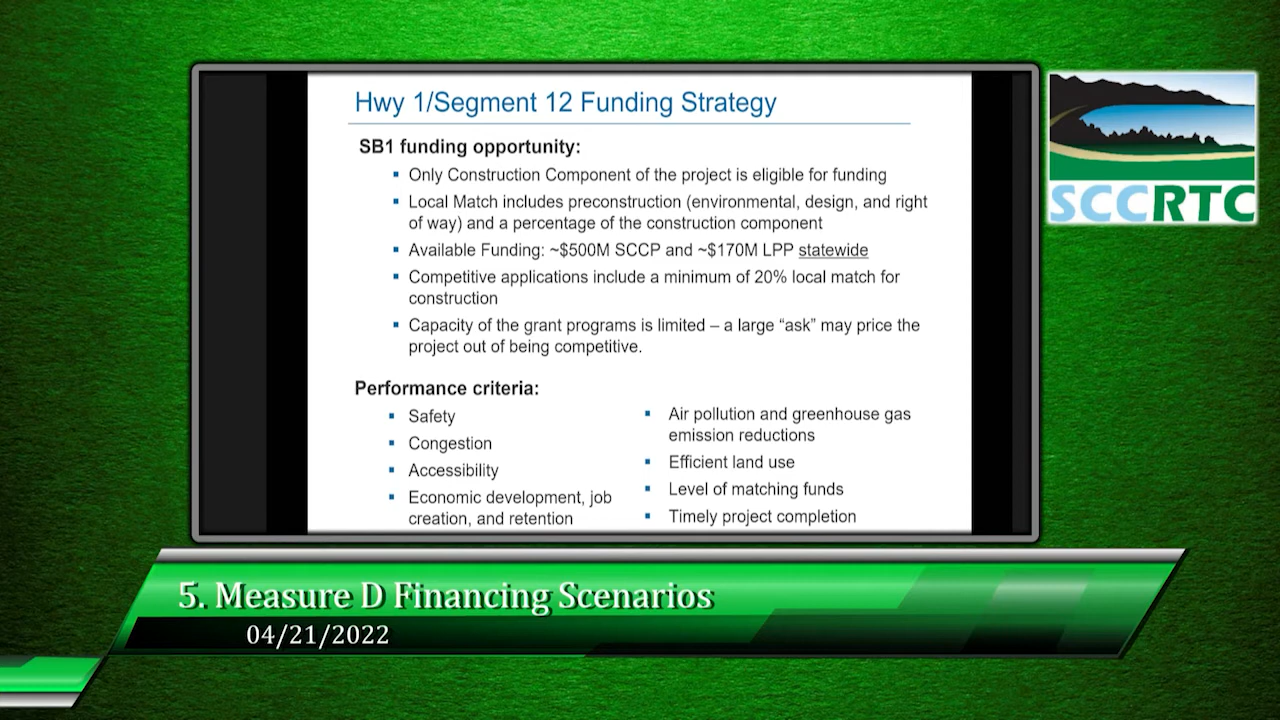 Hwy 1/Segment 12 Funding Strategy
SB1 funding opportunity:
▪ Only Construction Component of the project is eligible for funding
▪ Local Match includes preconstruction (environmental, design, and right
of way) and a percentage of the construction component
▪ Available Funding: ~$500M SCCP and ~$170M LPP statewide
▪ Competitive applications include a minimum of 20% local match for
construction
▪ Capacity of the grant programs is limited – a large “ask” may price the
project out of being competitive.
Performance criteria:
▪ Safety
▪ Congestion
▪ Accessibility
▪ Economic development, job
creation, and retention
▪ Air pollution and greenhouse gas
emission reductions
▪ Efficient land use
▪ Level of matching funds
▪ Timely project completion
SCCRTC
5. Measure D Financing Scenarios
04/21/2022